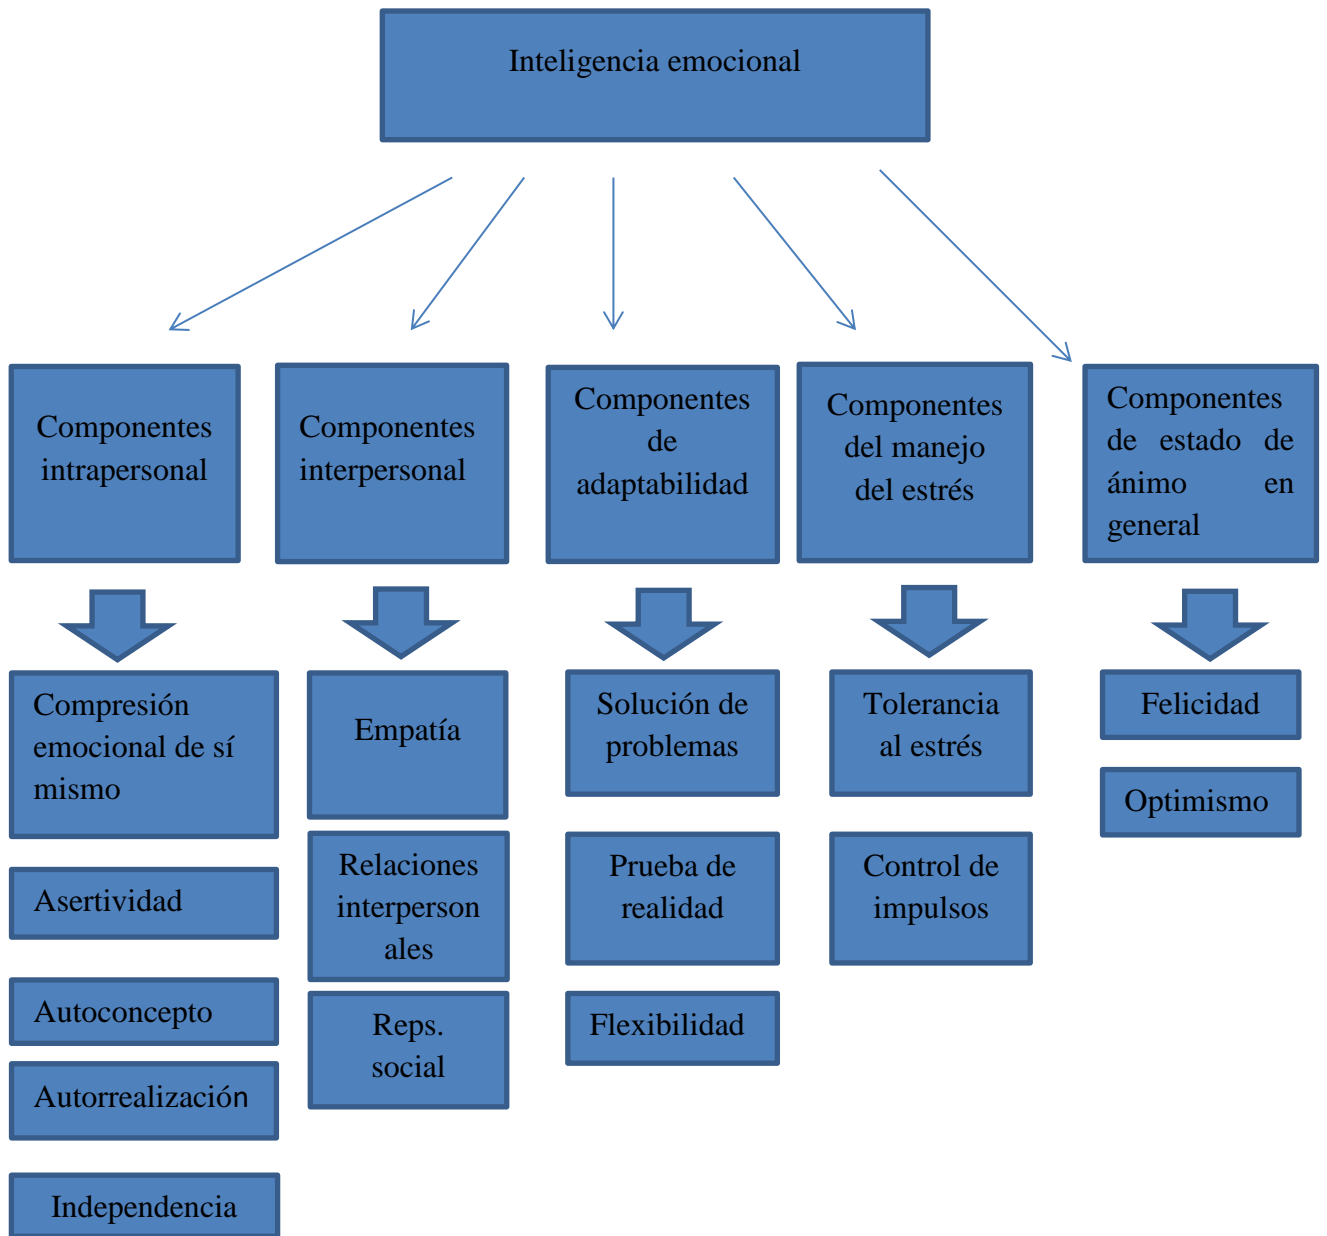 Inteligencia emocional
Componentes
intrapersonal
Componentes
interpersonal
Componentes
de
adaptabilidad
Componentes
del manejo
del estrés
Componentes
de estado de
ánimo en
general
Compresión
emocional de sí
mismo
Asertividad
Autoconcepto
Autorrealización
Independencia
Empatía
Relaciones
interperson
ales
Reps.
social
Solución de
problemas
Prueba de
realidad
Flexibilidad
Tolerancia
al estrés
Control de
impulsos
Felicidad
Optimismo